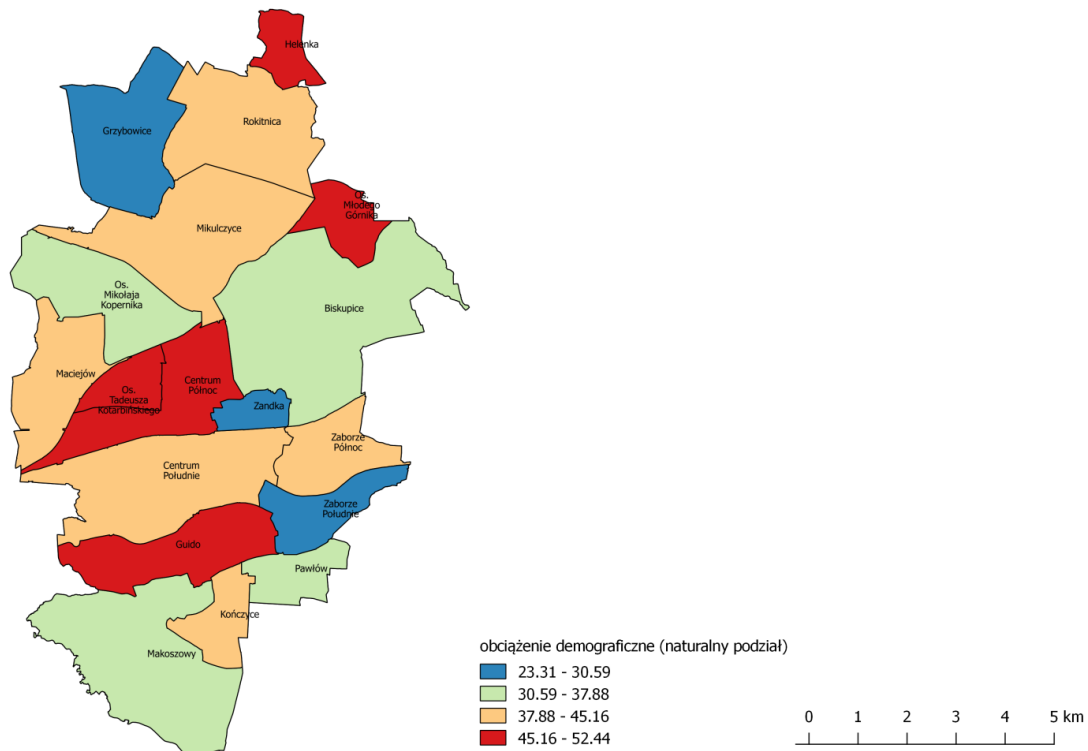 Helenka
Grzybowice
Rokitnica
Os.
Młodego
Górnika
Mikulczyce
Os.
Mikołaja
Kopernika
Biskupice
Maciejów
Os.
Tadeusza
Kotarbińskiego
Centrum
Północ
Zandka
Zaborze
Północ
Centrum
Południe
Zaborze
Południe
Guido
Pawłów
Kończyce
Makoszowy
obciążenie demograficzne (naturalny podział)
23.31 - 30.59
30.59 - 37.88
37.88 - 45.16
45.16 - 52.44
0 1 2 3 4 5 km